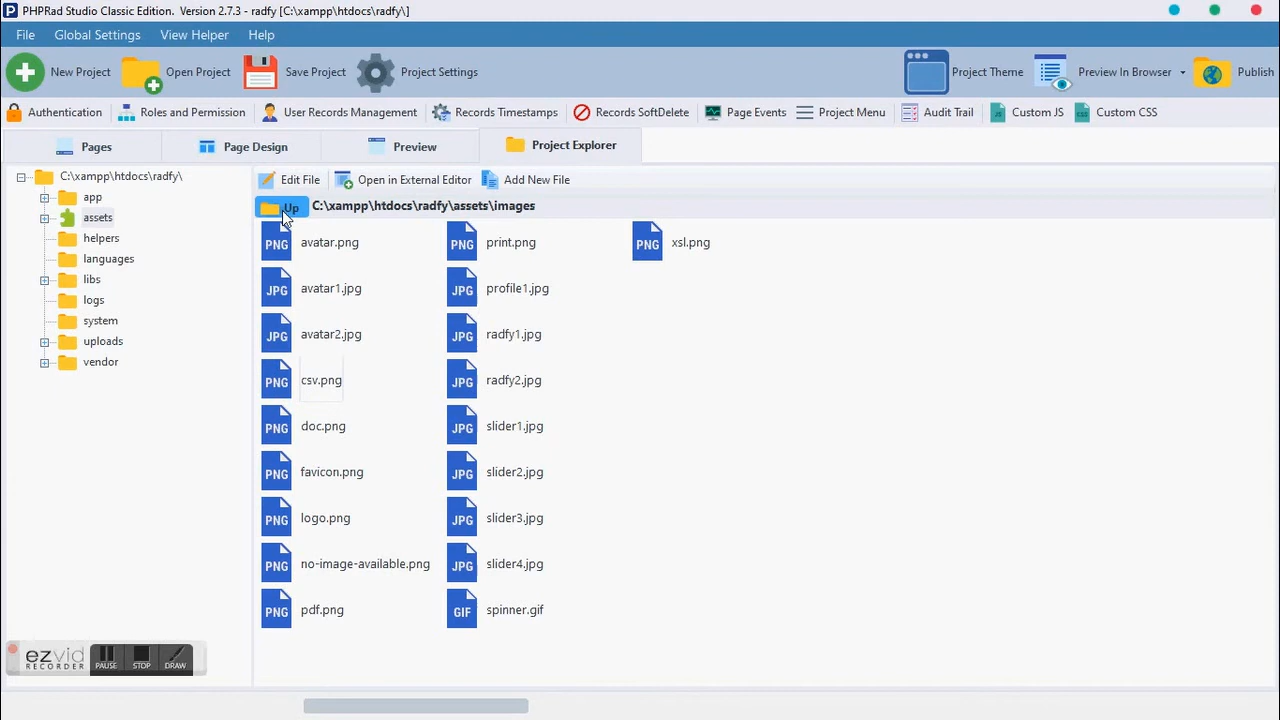 PHPRad Studio Classic Edition. Version 2.7.3 - radfy [C:\xampp\htdocs\radfy\]
File Global Settings View Helper Help
New Project Open Project Save Project Project Settings Project Theme Preview In Browser Publish
Authentication Roles and Permission User Records Management Records Timestamps Records SoftDelete Page Events Project Menu Audit Trail Custom JS Custom CSS
Pages Page Design Preview Project Explorer
C:\xampp\htdocs\radfy\
app
assets
helpers
languages
libs
logs
system
uploads
vendor
Edit File Open in External Editor Add New File
Up C:\xampp\htdocs\radfy\assets\images
PNG avatar.png
JPG avatar1.jpg
JPG avatar2.jpg
PNG csv.png
PNG doc.png
PNG favicon.png
PNG logo.png
PNG no-image-available.png
PNG pdf.png
PNG print.png
JPG profile1.jpg
JPG radfy1.jpg
JPG radfy2.jpg
JPG slider1.jpg
JPG slider2.jpg
JPG slider3.jpg
JPG slider4.jpg
GIF spinner.gif
PNG xsl.png
ezvid
RECORDER
PAUSE STOP DRAW